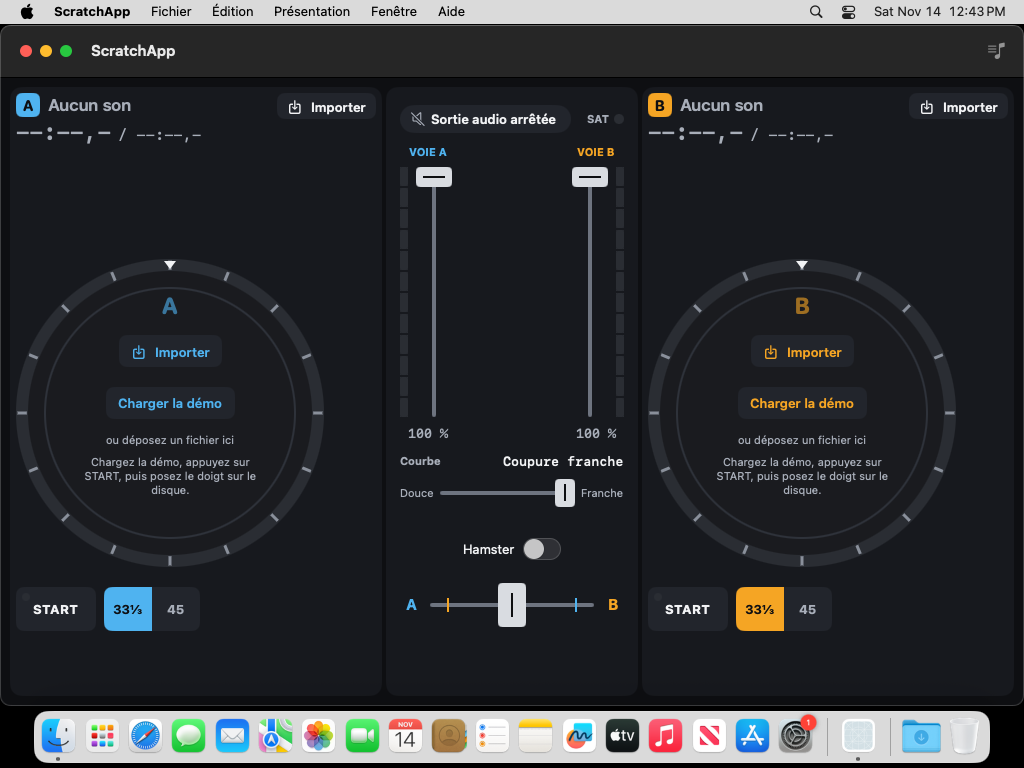 ScratchApp Fichier Édition Présentation Fenêtre Aide Sat Nov 14 12:43 PM
ScratchApp
A Aucun son Importer
--:--,- / --:--,-
Sortie audio arrêtée SAT
B Aucun son Importer
--:--,- / --:--,-
VOIE A VOIE B
A
Importer
Charger la démo
ou déposez un fichier ici
Chargez la démo, appuyez sur
START, puis posez le doigt sur le
disque.
START 33⅓ 45
100 % 100 %
Courbe Coupure franche
Douce Franche
Hamster
A B
B
Importer
Charger la démo
ou déposez un fichier ici
Chargez la démo, appuyez sur
START, puis posez le doigt sur le
disque.
START 33⅓ 45
NOV
14
tv
1